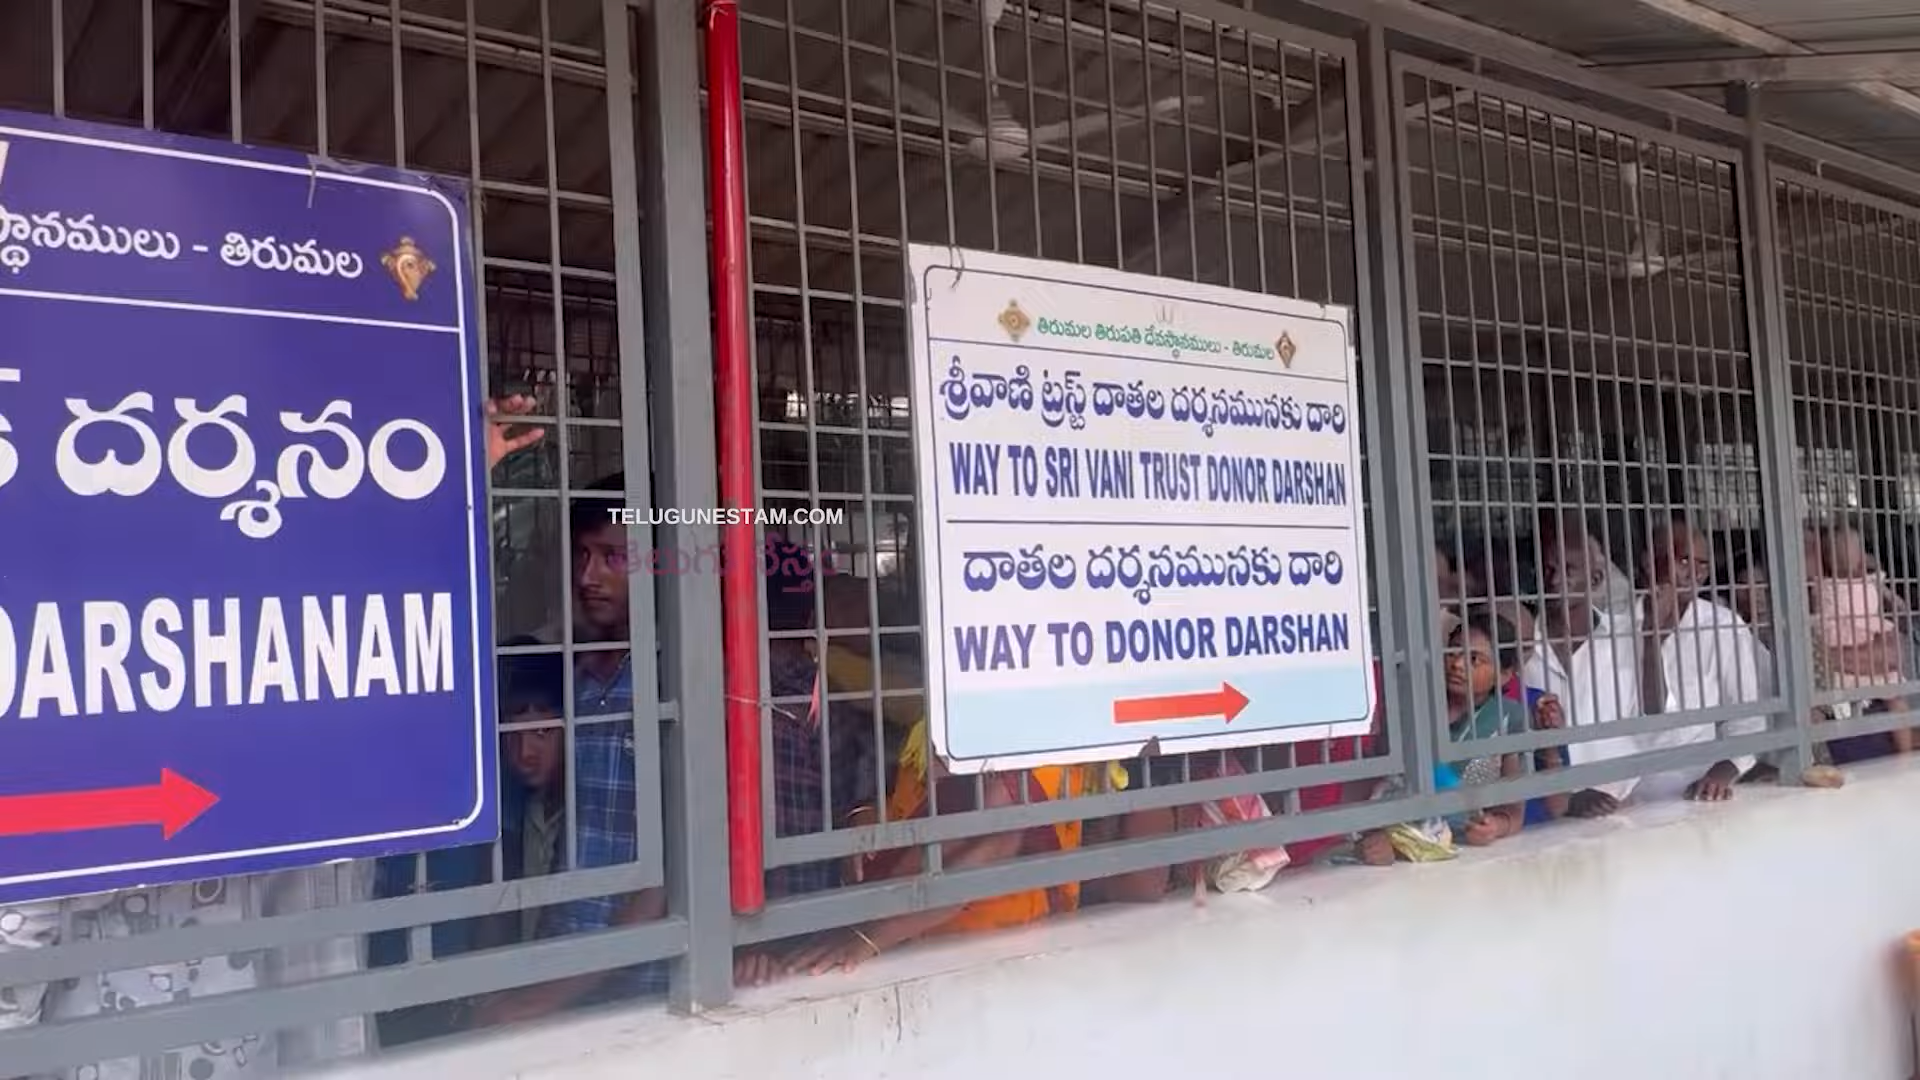 స్థానములు - తిరుమల
దర్శనం
DARSHANAM
TELUGUNESTAM.COM
తెలుగు నేస్తం
తిరుమల తిరుపతి దేవస్థానములు - తిరుమల
శ్రీవాణి ట్రస్ట్ దాతల దర్శనమునకు దారి
WAY TO SRI VANI TRUST DONOR DARSHAN
దాతల దర్శనమునకు దారి
WAY TO DONOR DARSHAN